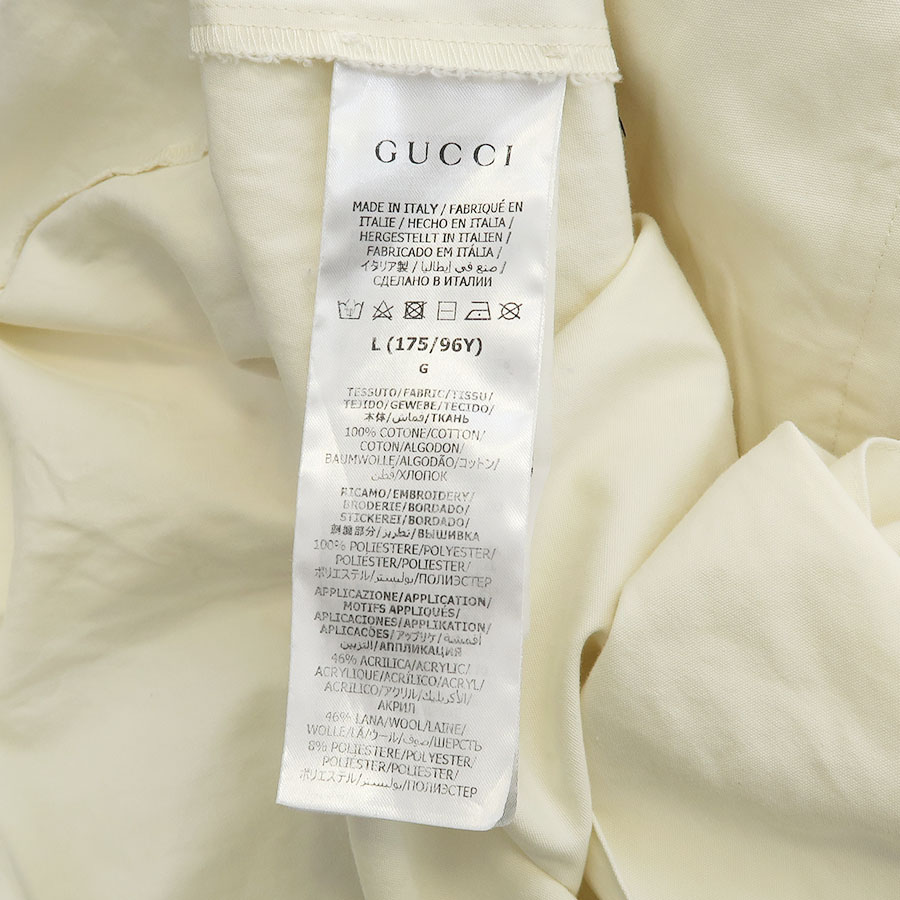 GUCCI
MADE IN ITALY / FABRIQUÉ EN
ITALIE / HECHO EN ITALIA /
HERGESTELLT IN ITALIEN /
FABRICADO EM ITÁLIA /
イタリア製 / صنع في إيطاليا /
СДЕЛАНО В ИТАЛИИ
L (175/96Y)
G
TESSUTO/FABRIC/TISSU/
TEJIDO/GEWEBE/TECIDO/
本体/قماش/ТКАНЬ
100% COTONE/COTTON/
COTON/ALGODON/
BAUMWOLLE/ALGODÃO/コットン/
قطن/ХЛОПОК
RICAMO/EMBROIDERY/
BRODERIE/BORDADO/
STICKEREI/BORDADO/
刺繍部分/تطريز/ВЫШИВКА
100% POLIESTERE/POLYESTER/
POLIESTER/POLIESTER/
ポリエステル/بوليستر/ПОЛИЭСТЕР
APPLICAZIONE/APPLICATION/
MOTIFS APPLIQUÉS/
APLICACIONES/APPLIKATION/
APLICAÇÕES/アップリケ/اقمشة
التزيين/АППЛИКАЦИЯ
46% ACRILICA/ACRYLIC/
ACRYLIQUE/ACRÍLICO/ACRYL/
ACRÍLICO/アクリル/الأكريليك/
АКРИЛ
46% LANA/WOOL/LAINE/
WOLLE/LÃ/ウール/صوف/ШЕРСТЬ
8% POLIESTERE/POLYESTER/
POLIESTER/POLIESTER/
ポリエステル/بوليستر/ПОЛИЭСТЕР